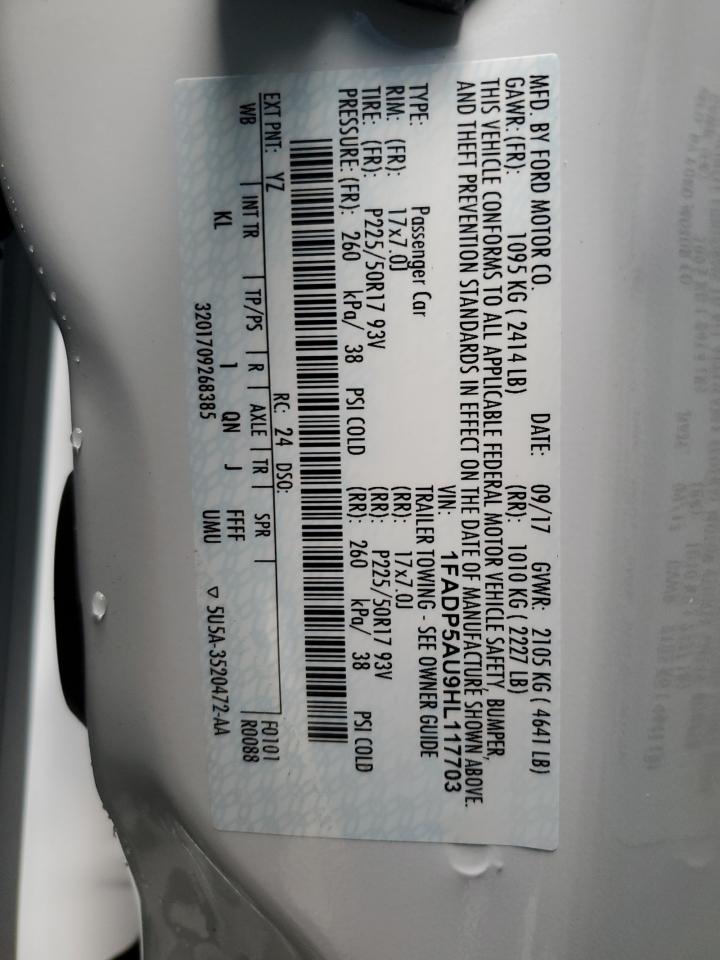 MFD. BY FORD MOTOR CO. DATE: 09/17 GVWR: 2105 KG ( 4641 LB)
GAWR: (FR): 1095 KG ( 2414 LB) (RR): 1010 KG ( 2227 LB)
THIS VEHICLE CONFORMS TO ALL APPLICABLE FEDERAL MOTOR VEHICLE SAFETY, BUMPER,
AND THEFT PREVENTION STANDARDS IN EFFECT ON THE DATE OF MANUFACTURE SHOWN ABOVE.
VIN: 1FADP5AU9HL117703
TYPE: Passenger Car TRAILER TOWING - SEE OWNER GUIDE
RIM: (FR): 17x7.0J (RR): 17x7.0J
TIRE: (FR): P225/50R17 93V (RR): P225/50R17 93V
PRESSURE: (FR): 260 kPa/ 38 PSI COLD (RR): 260 kPa/ 38 PSI COLD
EXT PNT: YZ RC: 24 DSO: F0101
WB | INT TR | TP/PS | R | AXLE | TR | SPR | R0088
KL 1 QN J FFFF
3201709268385 UMU ▽ 5U5A-3520472-AA